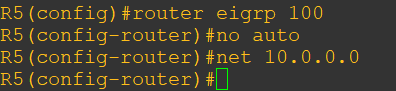 R5(config)#router eigrp 100
R5(config-router)#no auto
R5(config-router)#net 10.0.0.0
R5(config-router)#